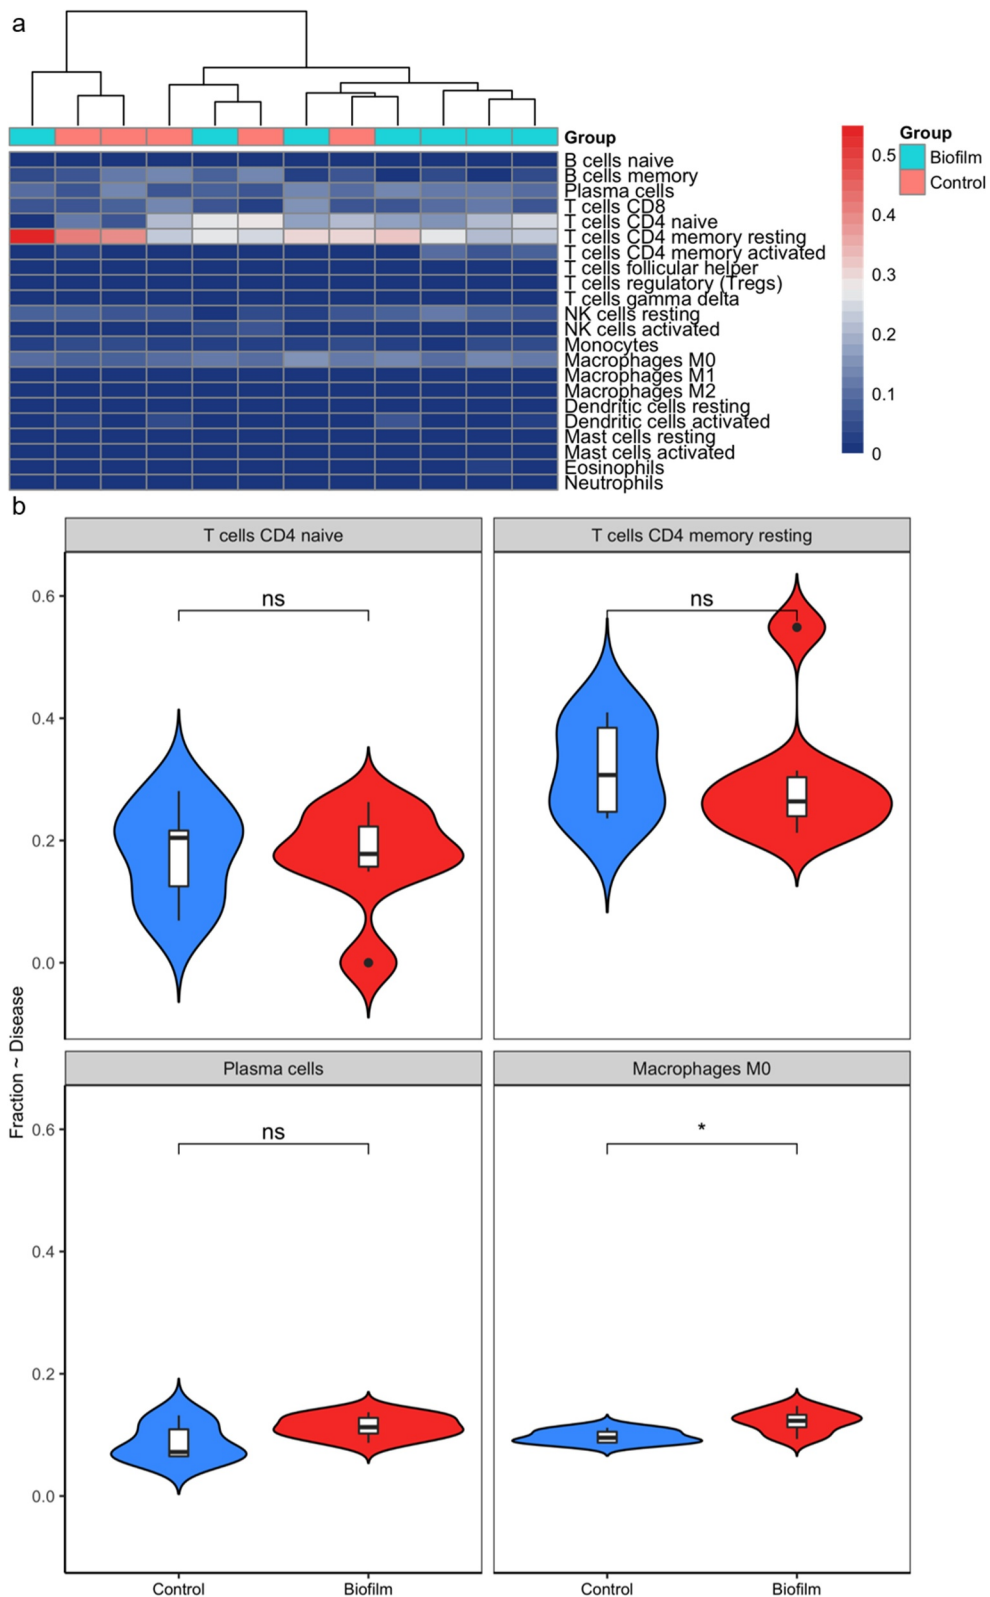 a
Group
B cells naive
B cells memory
Plasma cells
T cells CD8
T cells CD4 naive
T cells CD4 memory resting
T cells CD4 memory activated
T cells follicular helper
T cells regulatory (Tregs)
T cells gamma delta
NK cells resting
NK cells activated
Monocytes
Macrophages M0
Macrophages M1
Macrophages M2
Dendritic cells resting
Dendritic cells activated
Mast cells resting
Mast cells activated
Eosinophils
Neutrophils
0.5
0.4
0.3
0.2
0.1
0
Group
Biofilm
Control
b
T cells CD4 naive
T cells CD4 memory resting
ns
ns
0.6
0.4
0.2
0.0
Fraction ~ Disease
Plasma cells
Macrophages M0
ns
*
0.6
0.4
0.2
0.0
Control
Biofilm
Control
Biofilm